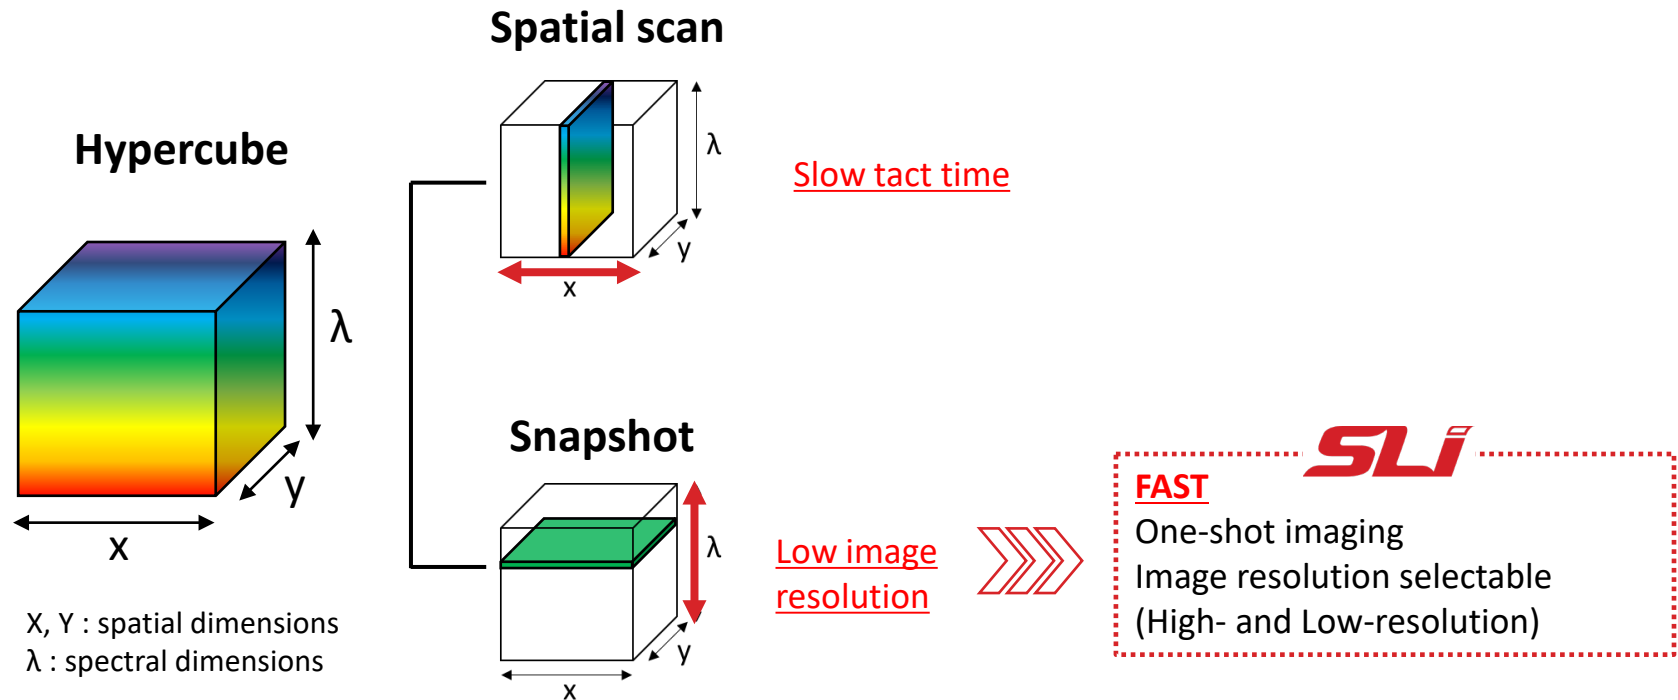 Spatial scan
Hypercube
λ
y
x
Slow tact time
λ
y
x
X, Y : spatial dimensions
λ : spectral dimensions
Snapshot
λ
y
x
Low image
resolution
SLi
FAST
One-shot imaging
Image resolution selectable
(High- and Low-resolution)